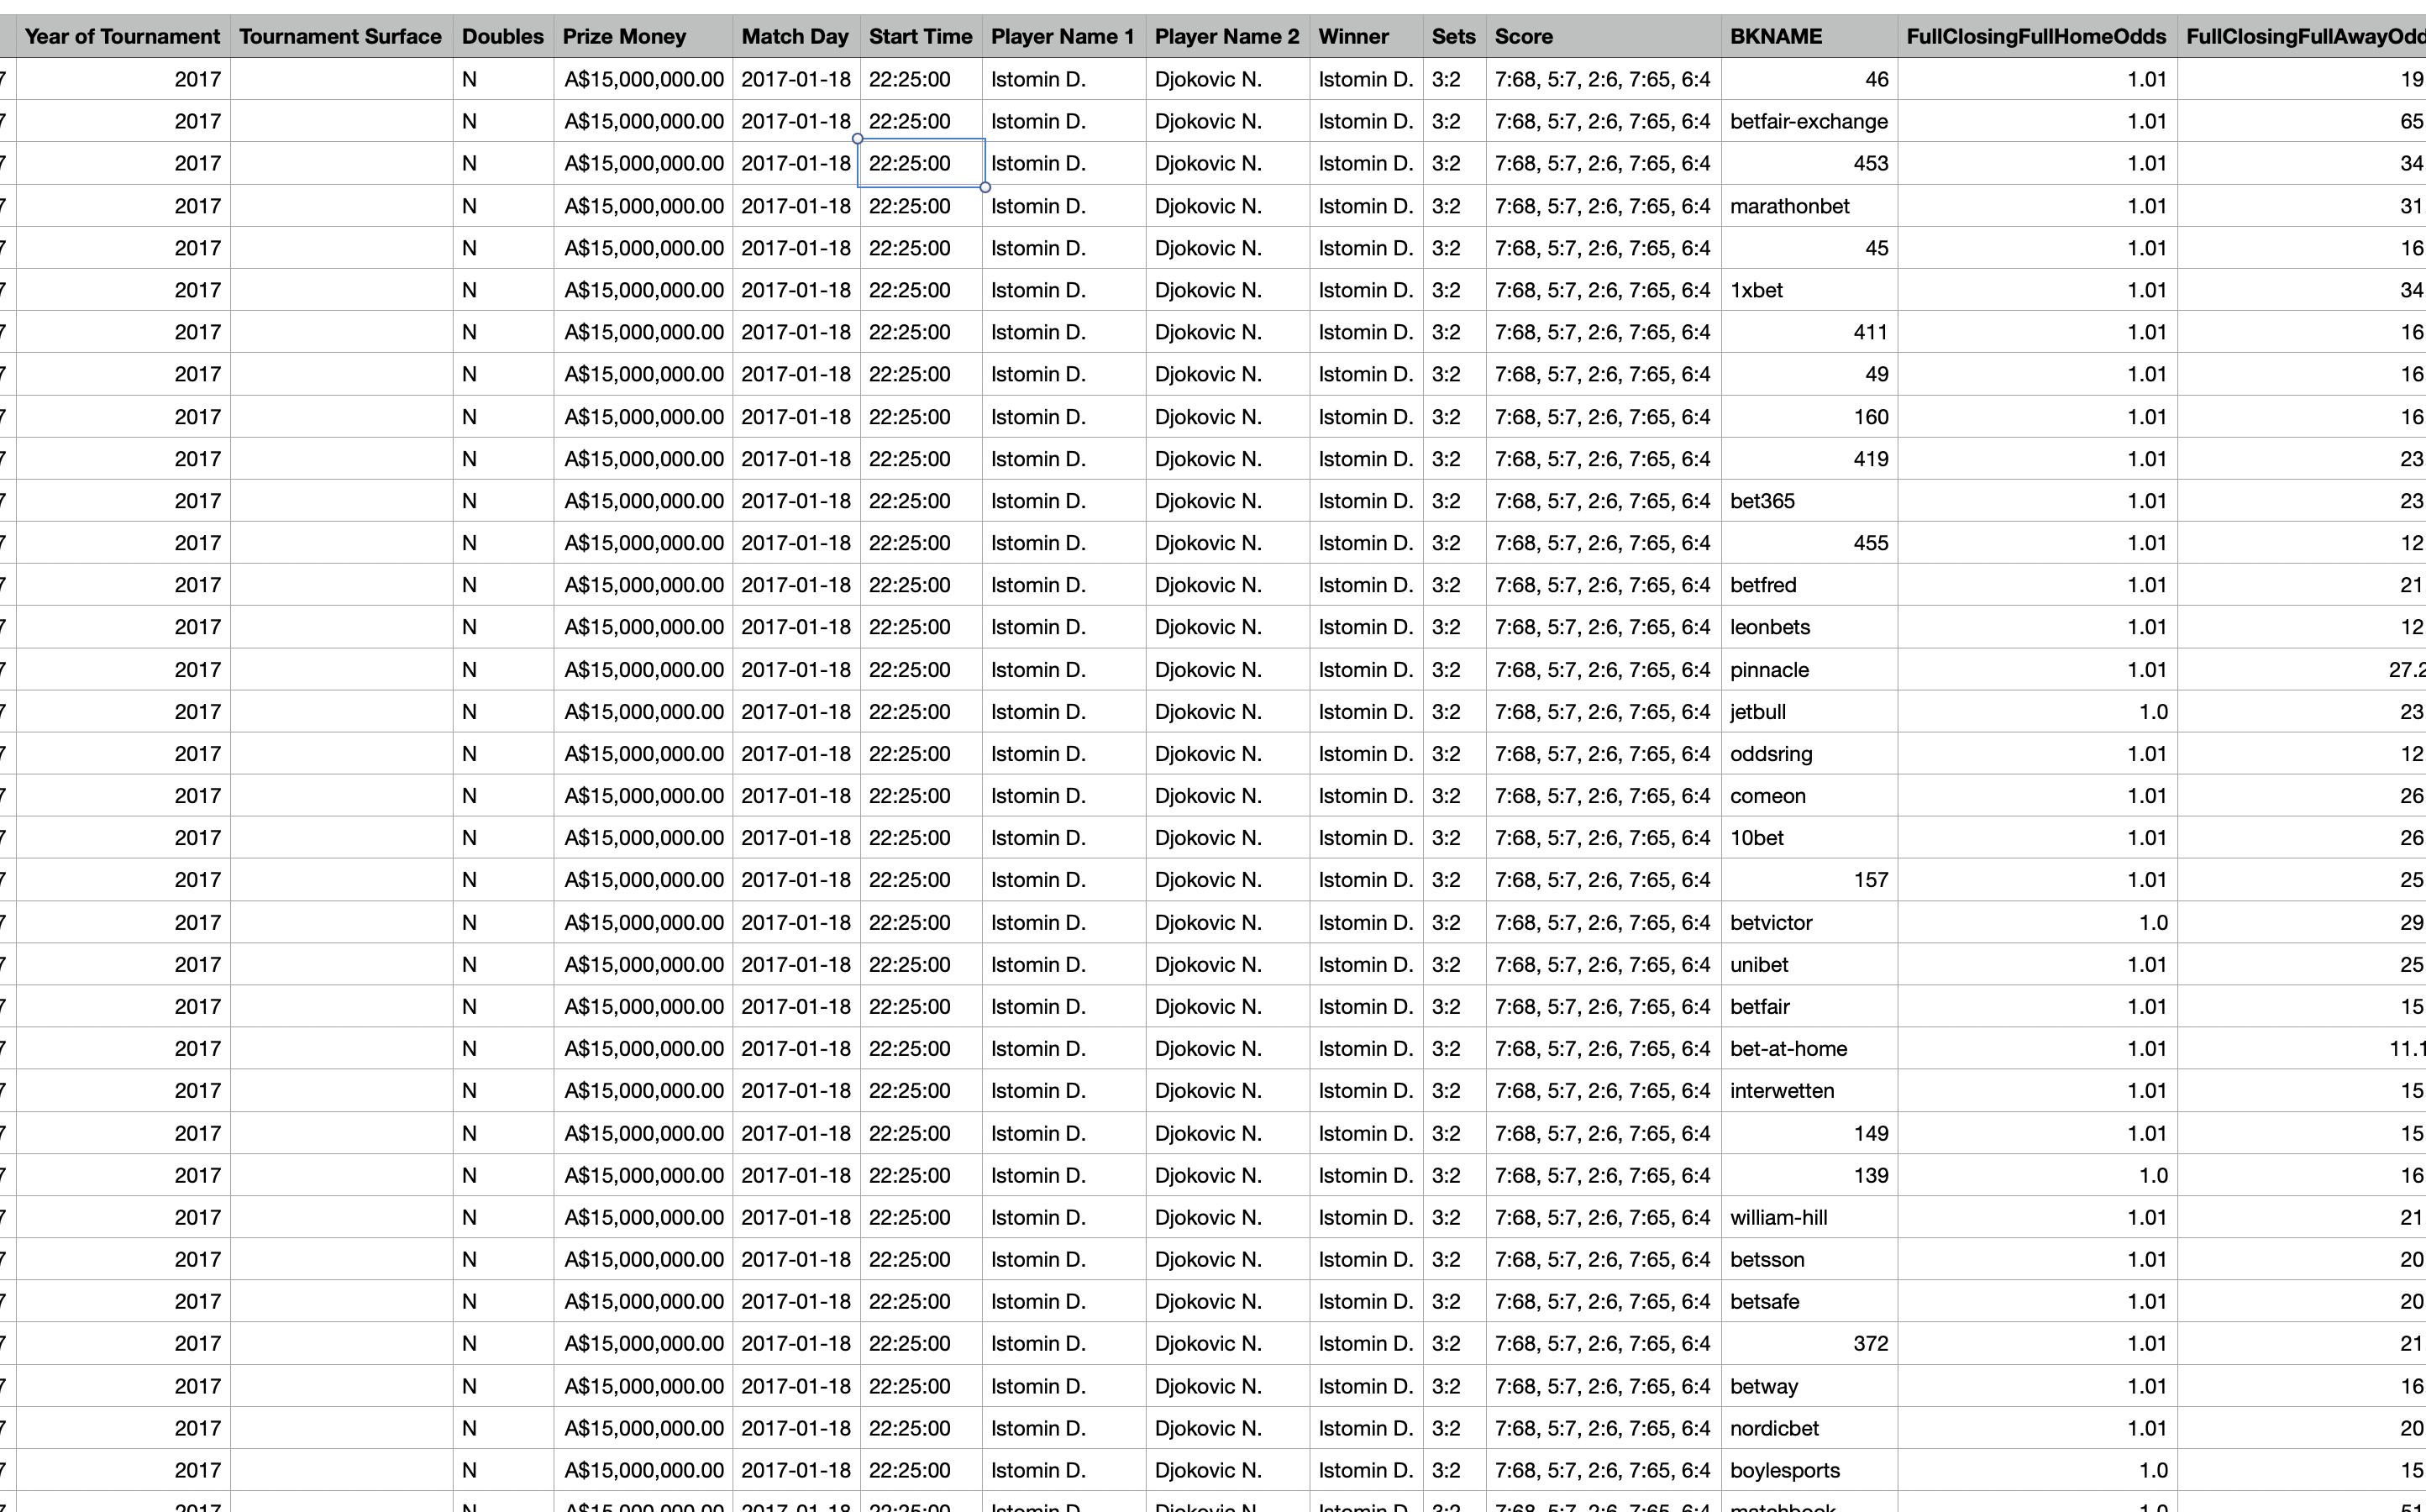 Year of Tournament Tournament Surface Doubles Prize Money Match Day Start Time Player Name 1 Player Name 2 Winner Sets Score BKNAME FullClosingFullHomeOdds FullClosingFullAwayOdd
7 2017 N A$15,000,000.00 2017-01-18 22:25:00 Istomin D. Djokovic N. Istomin D. 3:2 7:68, 5:7, 2:6, 7:65, 6:4 46 1.01 19
7 2017 N A$15,000,000.00 2017-01-18 22:25:00 Istomin D. Djokovic N. Istomin D. 3:2 7:68, 5:7, 2:6, 7:65, 6:4 betfair-exchange 1.01 65
7 2017 N A$15,000,000.00 2017-01-18 22:25:00 Istomin D. Djokovic N. Istomin D. 3:2 7:68, 5:7, 2:6, 7:65, 6:4 453 1.01 34
7 2017 N A$15,000,000.00 2017-01-18 22:25:00 Istomin D. Djokovic N. Istomin D. 3:2 7:68, 5:7, 2:6, 7:65, 6:4 marathonbet 1.01 31
7 2017 N A$15,000,000.00 2017-01-18 22:25:00 Istomin D. Djokovic N. Istomin D. 3:2 7:68, 5:7, 2:6, 7:65, 6:4 45 1.01 16
7 2017 N A$15,000,000.00 2017-01-18 22:25:00 Istomin D. Djokovic N. Istomin D. 3:2 7:68, 5:7, 2:6, 7:65, 6:4 1xbet 1.01 34
7 2017 N A$15,000,000.00 2017-01-18 22:25:00 Istomin D. Djokovic N. Istomin D. 3:2 7:68, 5:7, 2:6, 7:65, 6:4 411 1.01 16
7 2017 N A$15,000,000.00 2017-01-18 22:25:00 Istomin D. Djokovic N. Istomin D. 3:2 7:68, 5:7, 2:6, 7:65, 6:4 49 1.01 16
7 2017 N A$15,000,000.00 2017-01-18 22:25:00 Istomin D. Djokovic N. Istomin D. 3:2 7:68, 5:7, 2:6, 7:65, 6:4 160 1.01 16
7 2017 N A$15,000,000.00 2017-01-18 22:25:00 Istomin D. Djokovic N. Istomin D. 3:2 7:68, 5:7, 2:6, 7:65, 6:4 419 1.01 23
7 2017 N A$15,000,000.00 2017-01-18 22:25:00 Istomin D. Djokovic N. Istomin D. 3:2 7:68, 5:7, 2:6, 7:65, 6:4 bet365 1.01 23
7 2017 N A$15,000,000.00 2017-01-18 22:25:00 Istomin D. Djokovic N. Istomin D. 3:2 7:68, 5:7, 2:6, 7:65, 6:4 455 1.01 12
7 2017 N A$15,000,000.00 2017-01-18 22:25:00 Istomin D. Djokovic N. Istomin D. 3:2 7:68, 5:7, 2:6, 7:65, 6:4 betfred 1.01 21
7 2017 N A$15,000,000.00 2017-01-18 22:25:00 Istomin D. Djokovic N. Istomin D. 3:2 7:68, 5:7, 2:6, 7:65, 6:4 leonbets 1.01 12
7 2017 N A$15,000,000.00 2017-01-18 22:25:00 Istomin D. Djokovic N. Istomin D. 3:2 7:68, 5:7, 2:6, 7:65, 6:4 pinnacle 1.01 27.2
7 2017 N A$15,000,000.00 2017-01-18 22:25:00 Istomin D. Djokovic N. Istomin D. 3:2 7:68, 5:7, 2:6, 7:65, 6:4 jetbull 1.0 23
7 2017 N A$15,000,000.00 2017-01-18 22:25:00 Istomin D. Djokovic N. Istomin D. 3:2 7:68, 5:7, 2:6, 7:65, 6:4 oddsring 1.01 12
7 2017 N A$15,000,000.00 2017-01-18 22:25:00 Istomin D. Djokovic N. Istomin D. 3:2 7:68, 5:7, 2:6, 7:65, 6:4 comeon 1.01 26
7 2017 N A$15,000,000.00 2017-01-18 22:25:00 Istomin D. Djokovic N. Istomin D. 3:2 7:68, 5:7, 2:6, 7:65, 6:4 10bet 1.01 26
7 2017 N A$15,000,000.00 2017-01-18 22:25:00 Istomin D. Djokovic N. Istomin D. 3:2 7:68, 5:7, 2:6, 7:65, 6:4 157 1.01 25
7 2017 N A$15,000,000.00 2017-01-18 22:25:00 Istomin D. Djokovic N. Istomin D. 3:2 7:68, 5:7, 2:6, 7:65, 6:4 betvictor 1.0 29
7 2017 N A$15,000,000.00 2017-01-18 22:25:00 Istomin D. Djokovic N. Istomin D. 3:2 7:68, 5:7, 2:6, 7:65, 6:4 unibet 1.01 25
7 2017 N A$15,000,000.00 2017-01-18 22:25:00 Istomin D. Djokovic N. Istomin D. 3:2 7:68, 5:7, 2:6, 7:65, 6:4 betfair 1.01 15
7 2017 N A$15,000,000.00 2017-01-18 22:25:00 Istomin D. Djokovic N. Istomin D. 3:2 7:68, 5:7, 2:6, 7:65, 6:4 bet-at-home 1.01 11.1
7 2017 N A$15,000,000.00 2017-01-18 22:25:00 Istomin D. Djokovic N. Istomin D. 3:2 7:68, 5:7, 2:6, 7:65, 6:4 interwetten 1.01 15
7 2017 N A$15,000,000.00 2017-01-18 22:25:00 Istomin D. Djokovic N. Istomin D. 3:2 7:68, 5:7, 2:6, 7:65, 6:4 149 1.01 15
7 2017 N A$15,000,000.00 2017-01-18 22:25:00 Istomin D. Djokovic N. Istomin D. 3:2 7:68, 5:7, 2:6, 7:65, 6:4 139 1.0 16
7 2017 N A$15,000,000.00 2017-01-18 22:25:00 Istomin D. Djokovic N. Istomin D. 3:2 7:68, 5:7, 2:6, 7:65, 6:4 william-hill 1.01 21
7 2017 N A$15,000,000.00 2017-01-18 22:25:00 Istomin D. Djokovic N. Istomin D. 3:2 7:68, 5:7, 2:6, 7:65, 6:4 betsson 1.01 20
7 2017 N A$15,000,000.00 2017-01-18 22:25:00 Istomin D. Djokovic N. Istomin D. 3:2 7:68, 5:7, 2:6, 7:65, 6:4 betsafe 1.01 20
7 2017 N A$15,000,000.00 2017-01-18 22:25:00 Istomin D. Djokovic N. Istomin D. 3:2 7:68, 5:7, 2:6, 7:65, 6:4 372 1.01 21
7 2017 N A$15,000,000.00 2017-01-18 22:25:00 Istomin D. Djokovic N. Istomin D. 3:2 7:68, 5:7, 2:6, 7:65, 6:4 betway 1.01 16
7 2017 N A$15,000,000.00 2017-01-18 22:25:00 Istomin D. Djokovic N. Istomin D. 3:2 7:68, 5:7, 2:6, 7:65, 6:4 nordicbet 1.01 20
7 2017 N A$15,000,000.00 2017-01-18 22:25:00 Istomin D. Djokovic N. Istomin D. 3:2 7:68, 5:7, 2:6, 7:65, 6:4 boylesports 1.0 15
2017 N A$15,000,000.00 2017-01-18 22:25:00 Istomin D. Djokovic N. Istomin D. 3:2 7:68, 5:7, 2:6, 7:65, 6:4 matchbook 1.0 51